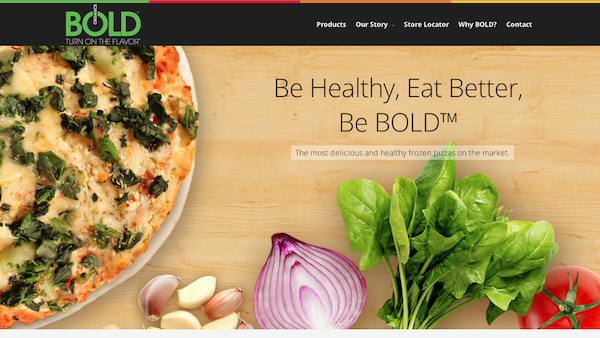 BOLD
TURN ON THE FLAVOR
Products Our Story Store Locator Why BOLD? Contact
Be Healthy, Eat Better,
Be BOLD™
The most delicious and healthy frozen pizzas on the market.